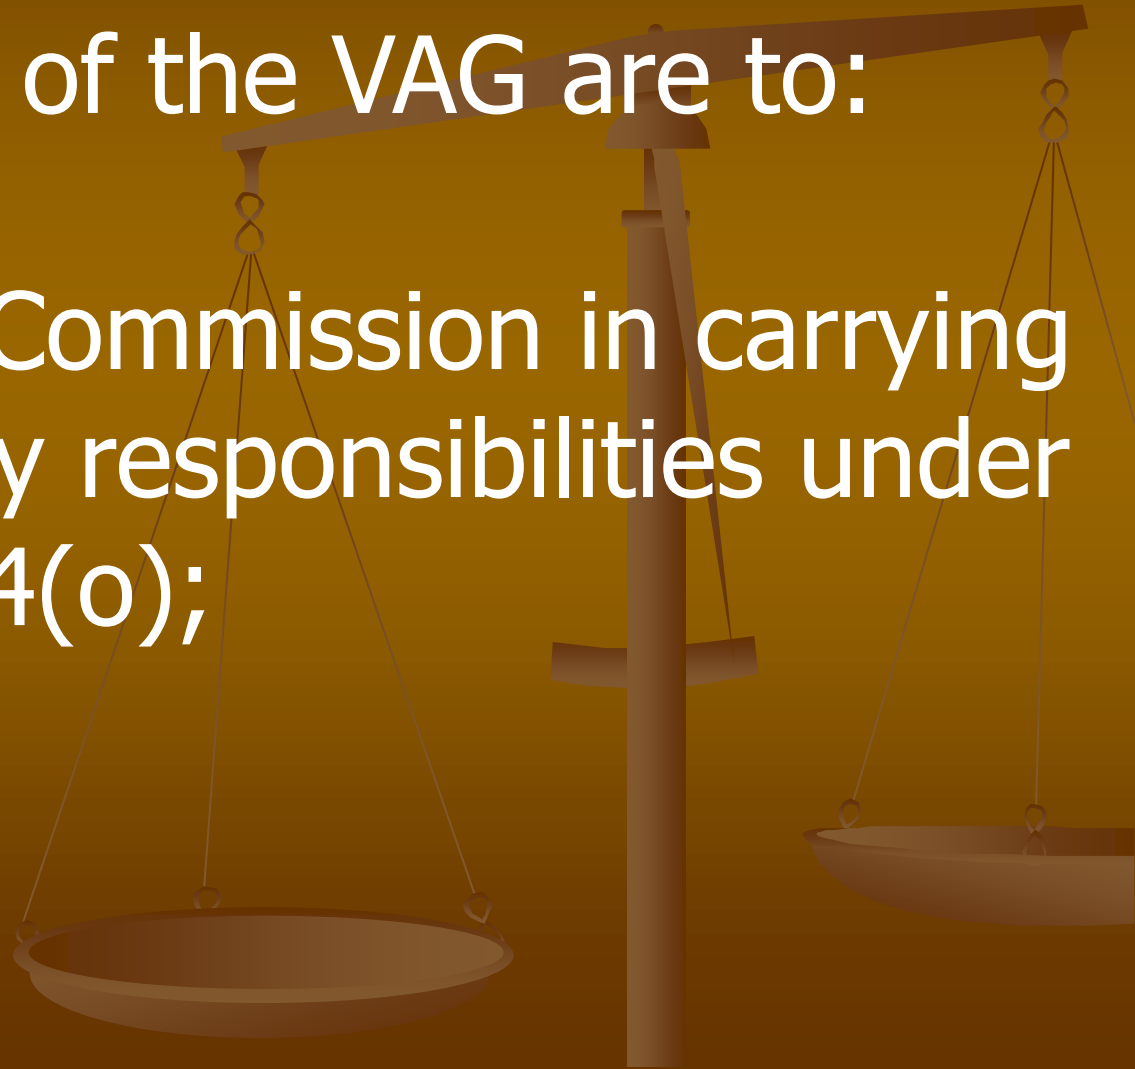 of the VAG are to:
Commission in carrying
y responsibilities under
4(o);